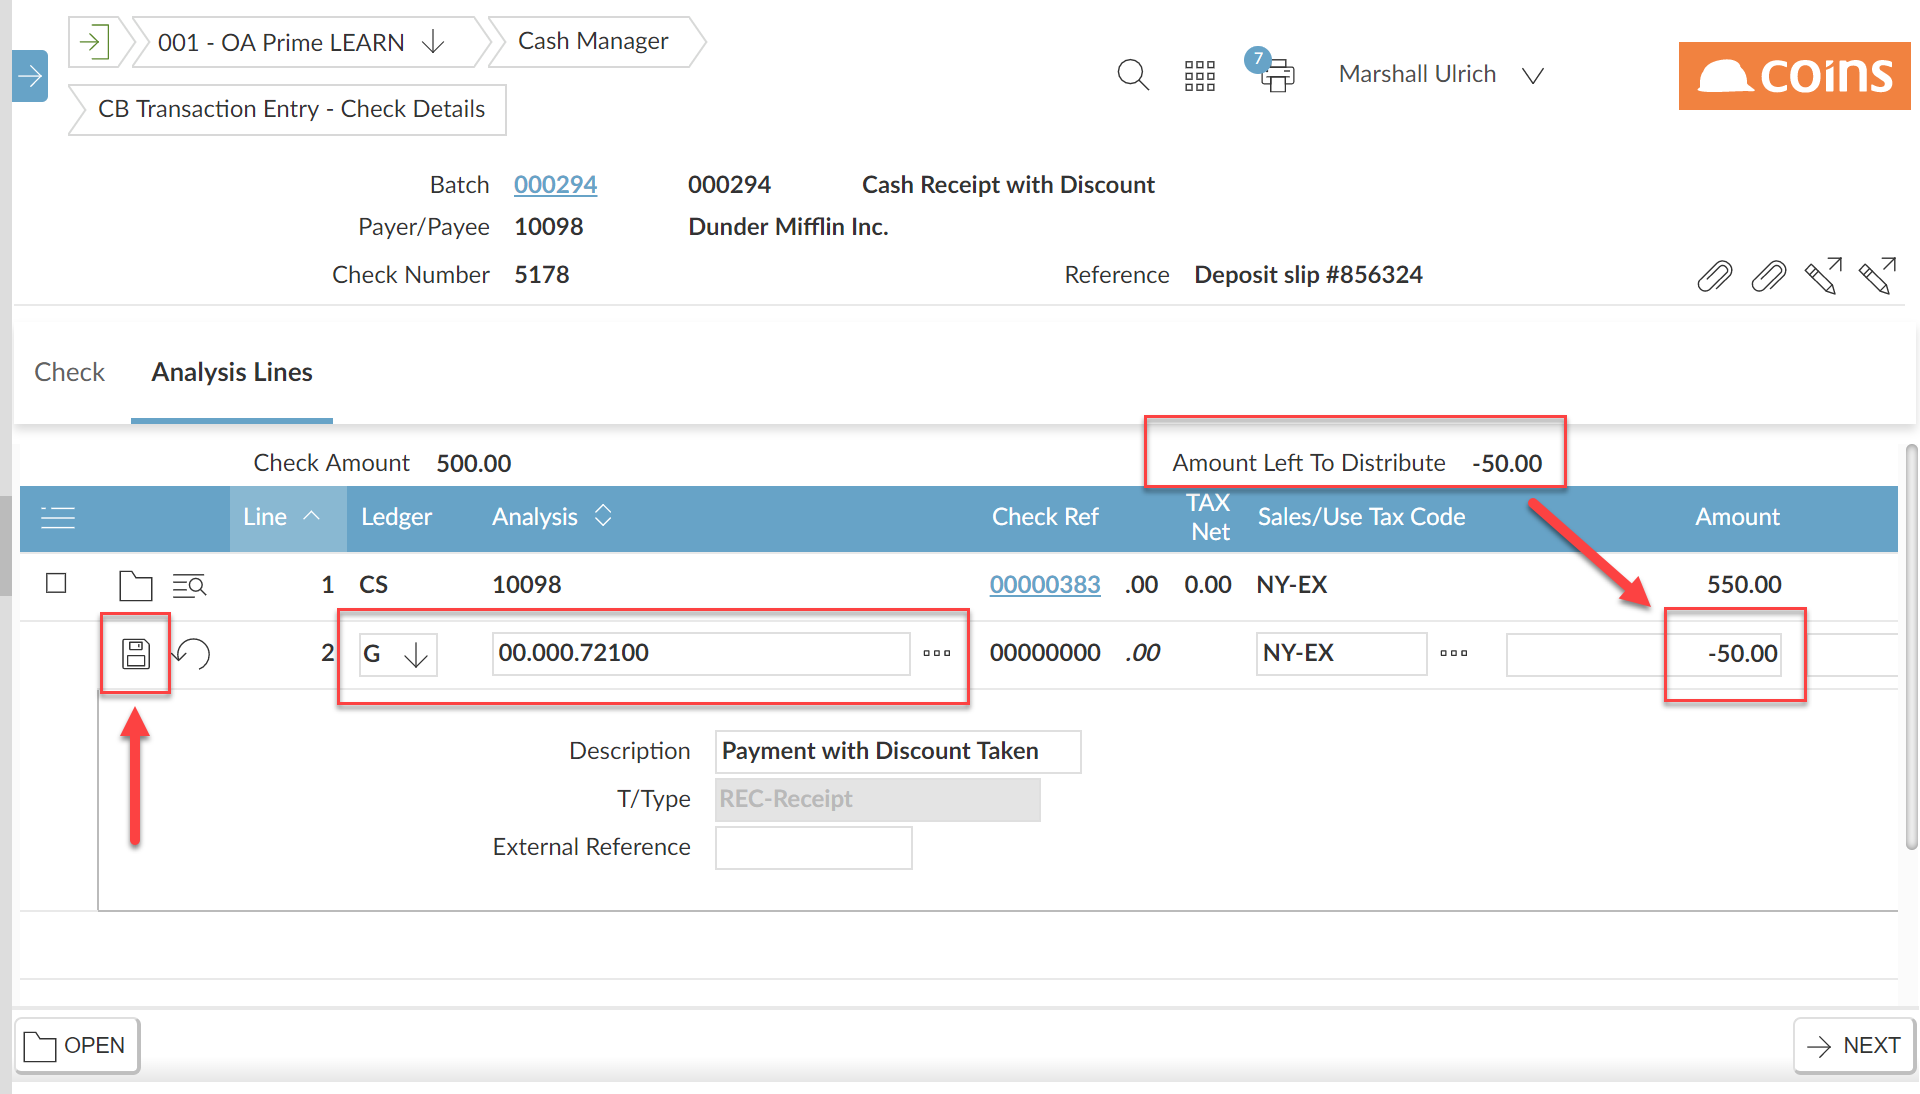 001 - OA Prime LEARN
Cash Manager
7
Marshall Ulrich
coins
CB Transaction Entry - Check Details
Batch 000294 000294 Cash Receipt with Discount
Payer/Payee 10098 Dunder Mifflin Inc.
Check Number 5178 Reference Deposit slip #856324
Check Analysis Lines
Check Amount 500.00 Amount Left To Distribute -50.00
Line Ledger Analysis Check Ref TAX Net Sales/Use Tax Code Amount
1 CS 10098 00000383 .00 0.00 NY-EX 550.00
2 G 00.000.72100 00000000 .00 NY-EX -50.00
Description Payment with Discount Taken
T/Type REC-Receipt
External Reference
OPEN NEXT